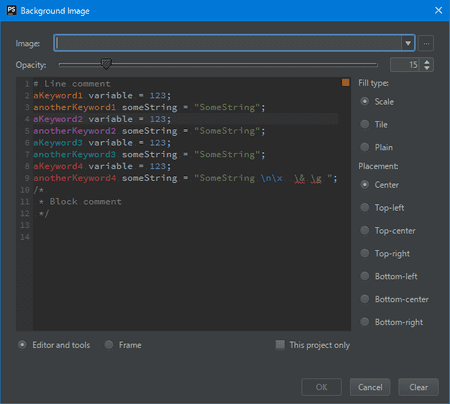 PS Background Image
Image:
Opacity: 15
1 # Line comment
2 aKeyword1 variable = 123;
3 anotherKeyword1 someString = "SomeString";
4 aKeyword2 variable = 123;
5 anotherKeyword2 someString = "SomeString";
6 aKeyword3 variable = 123;
7 anotherKeyword3 someString = "SomeString";
8 aKeyword4 variable = 123;
9 anotherKeyword4 someString = "SomeString \n\x  \& \g ";
10 /*
11  * Block comment
12  */
13
14
Fill type:
Scale
Tile
Plain
Placement:
Center
Top-left
Top-center
Top-right
Bottom-left
Bottom-center
Bottom-right
Editor and tools Frame This project only
OK Cancel Clear